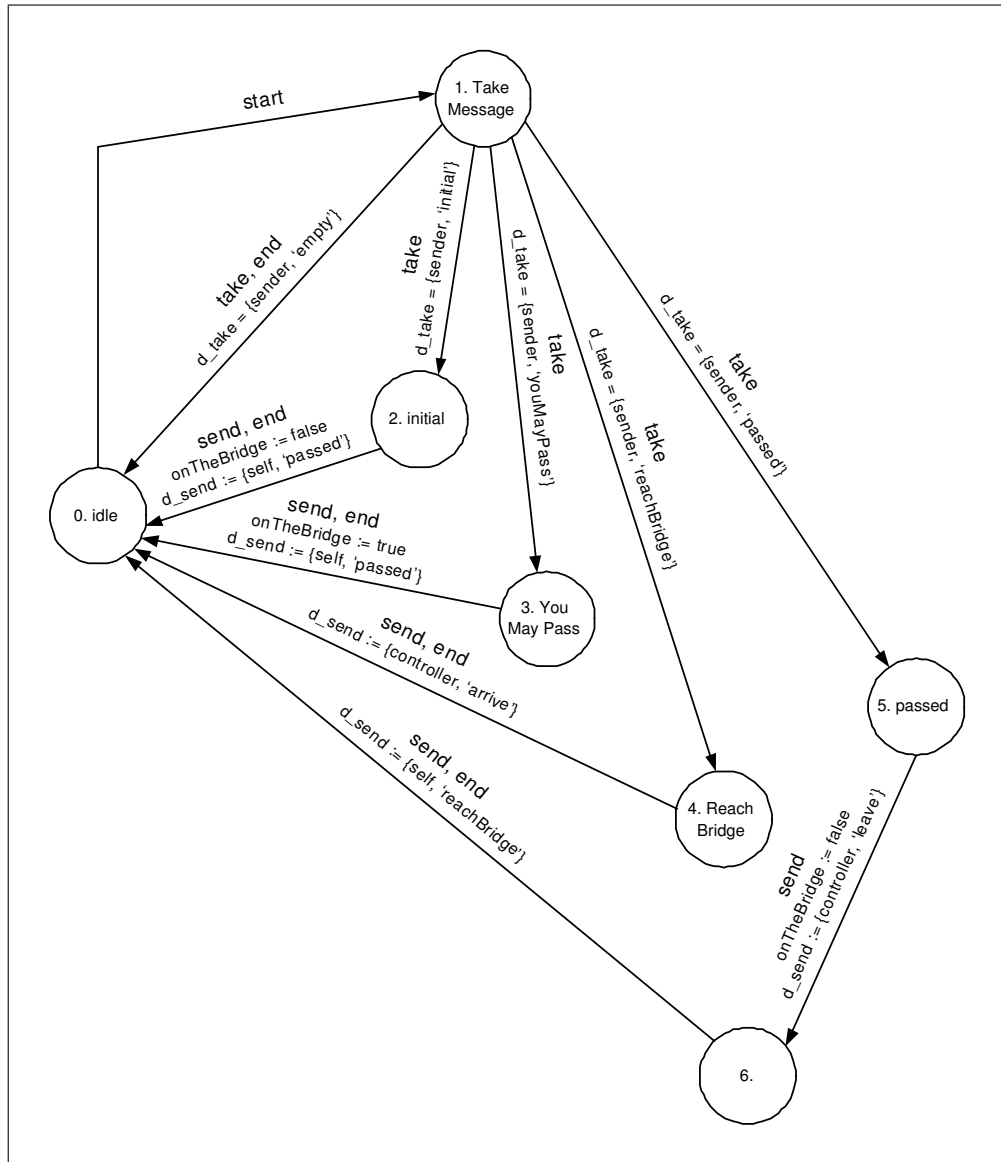 1. Take
Message
start
take, end
d_take = {sender, ‘empty’}
take
d_take = {sender, ‘initial’}
take
d_take = {sender, ‘youMayPass’}
take
d_take = {sender, ‘reachBridge’}
take
d_take = {sender, ‘passed’}
2. initial
send, end
onTheBridge := false
d_send := {self, ‘passed’}
0. idle
send, end
onTheBridge := true
d_send := {self, ‘passed’}
3. You
May Pass
send, end
d_send := {controller, ‘arrive’}
5. passed
send, end
d_send := {self, ‘reachBridge’}
4. Reach
Bridge
send
onTheBridge := false
d_send := {controller, ‘leave’}
6.